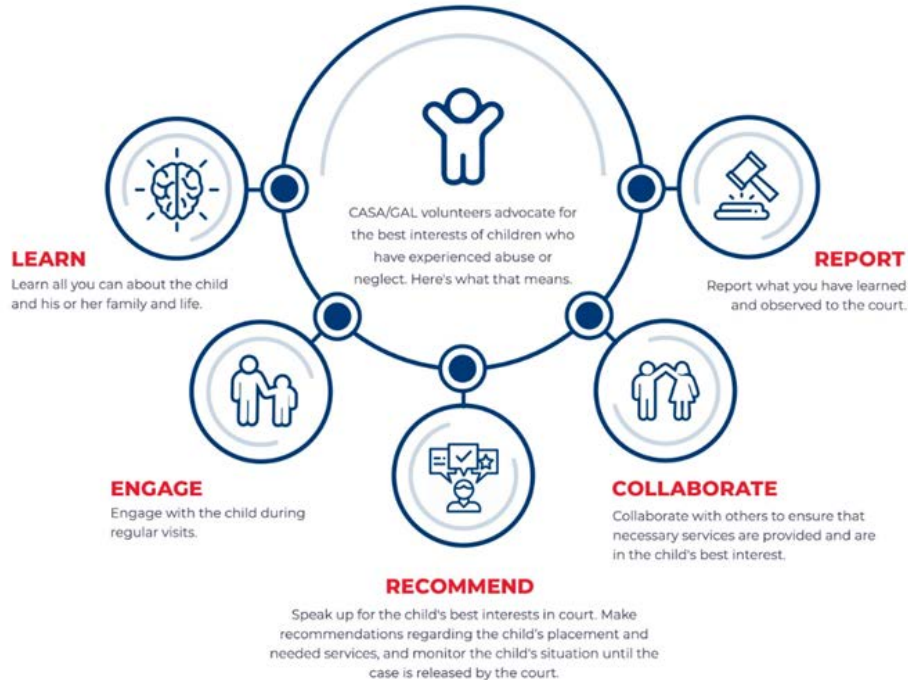 CASA/GAL volunteers advocate for
the best interests of children who
have experienced abuse or
neglect. Here's what that means.
LEARN
Learn all you can about the child
and his or her family and life.
ENGAGE
Engage with the child during
regular visits.
RECOMMEND
Speak up for the child's best interests in court. Make
recommendations regarding the child's placement and
needed services, and monitor the child's situation until the
case is released by the court.
COLLABORATE
Collaborate with others to ensure that
necessary services are provided and are
in the child's best interest.
REPORT
Report what you have learned
and observed to the court.